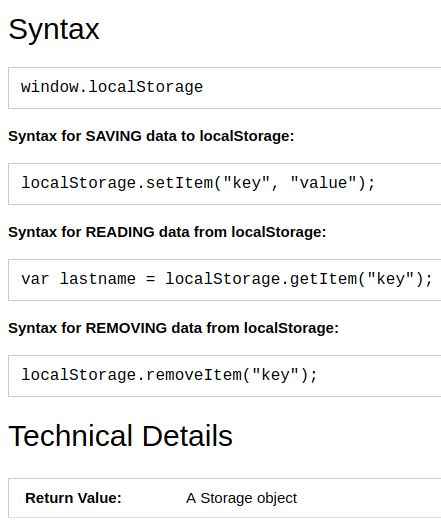 Syntax
window.localStorage
Syntax for SAVING data to localStorage:
localStorage.setItem("key", "value");
Syntax for READING data from localStorage:
var lastname = localStorage.getItem("key");
Syntax for REMOVING data from localStorage:
localStorage.removeItem("key");
Technical Details
Return Value: A Storage object